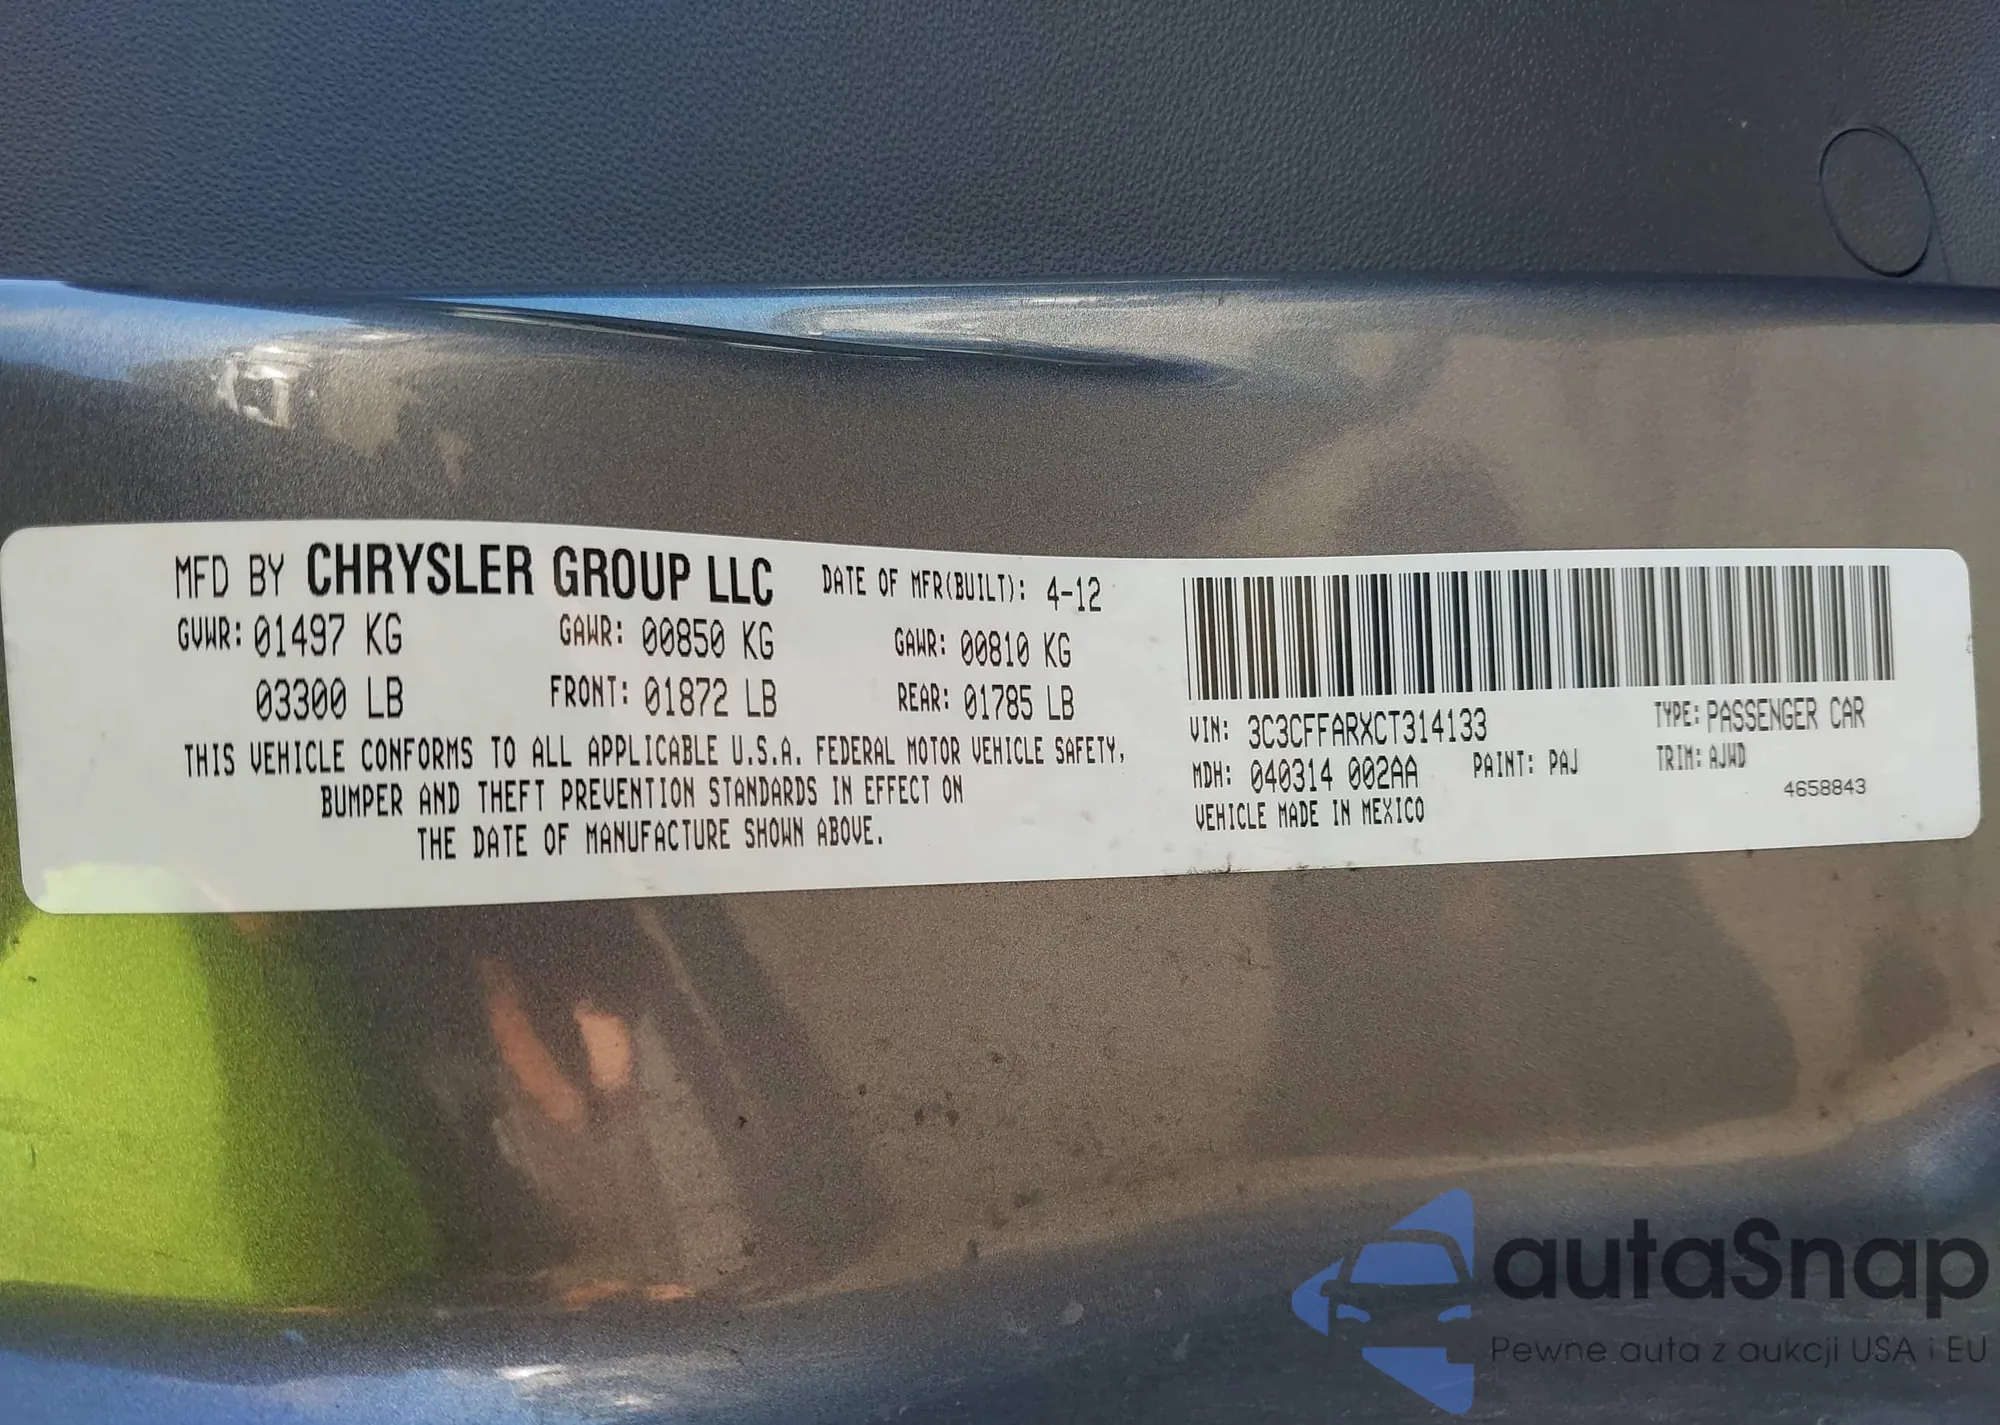 MFD BY CHRYSLER GROUP LLC DATE OF MFR(BUILT): 4-12
GVWR: 01497 KG GAWR: 00850 KG GAWR: 00810 KG
03300 LB FRONT: 01872 LB REAR: 01785 LB
THIS VEHICLE CONFORMS TO ALL APPLICABLE U.S.A. FEDERAL MOTOR VEHICLE SAFETY,
BUMPER AND THEFT PREVENTION STANDARDS IN EFFECT ON
THE DATE OF MANUFACTURE SHOWN ABOVE.
VIN: 3C3CFFARXCT314133 TYPE: PASSENGER CAR
MDH: 040314 002AA PAINT: PAJ TRIM: AJWD
VEHICLE MADE IN MEXICO 4658843
autaSnap
Pewne auta z aukcji USA i EU